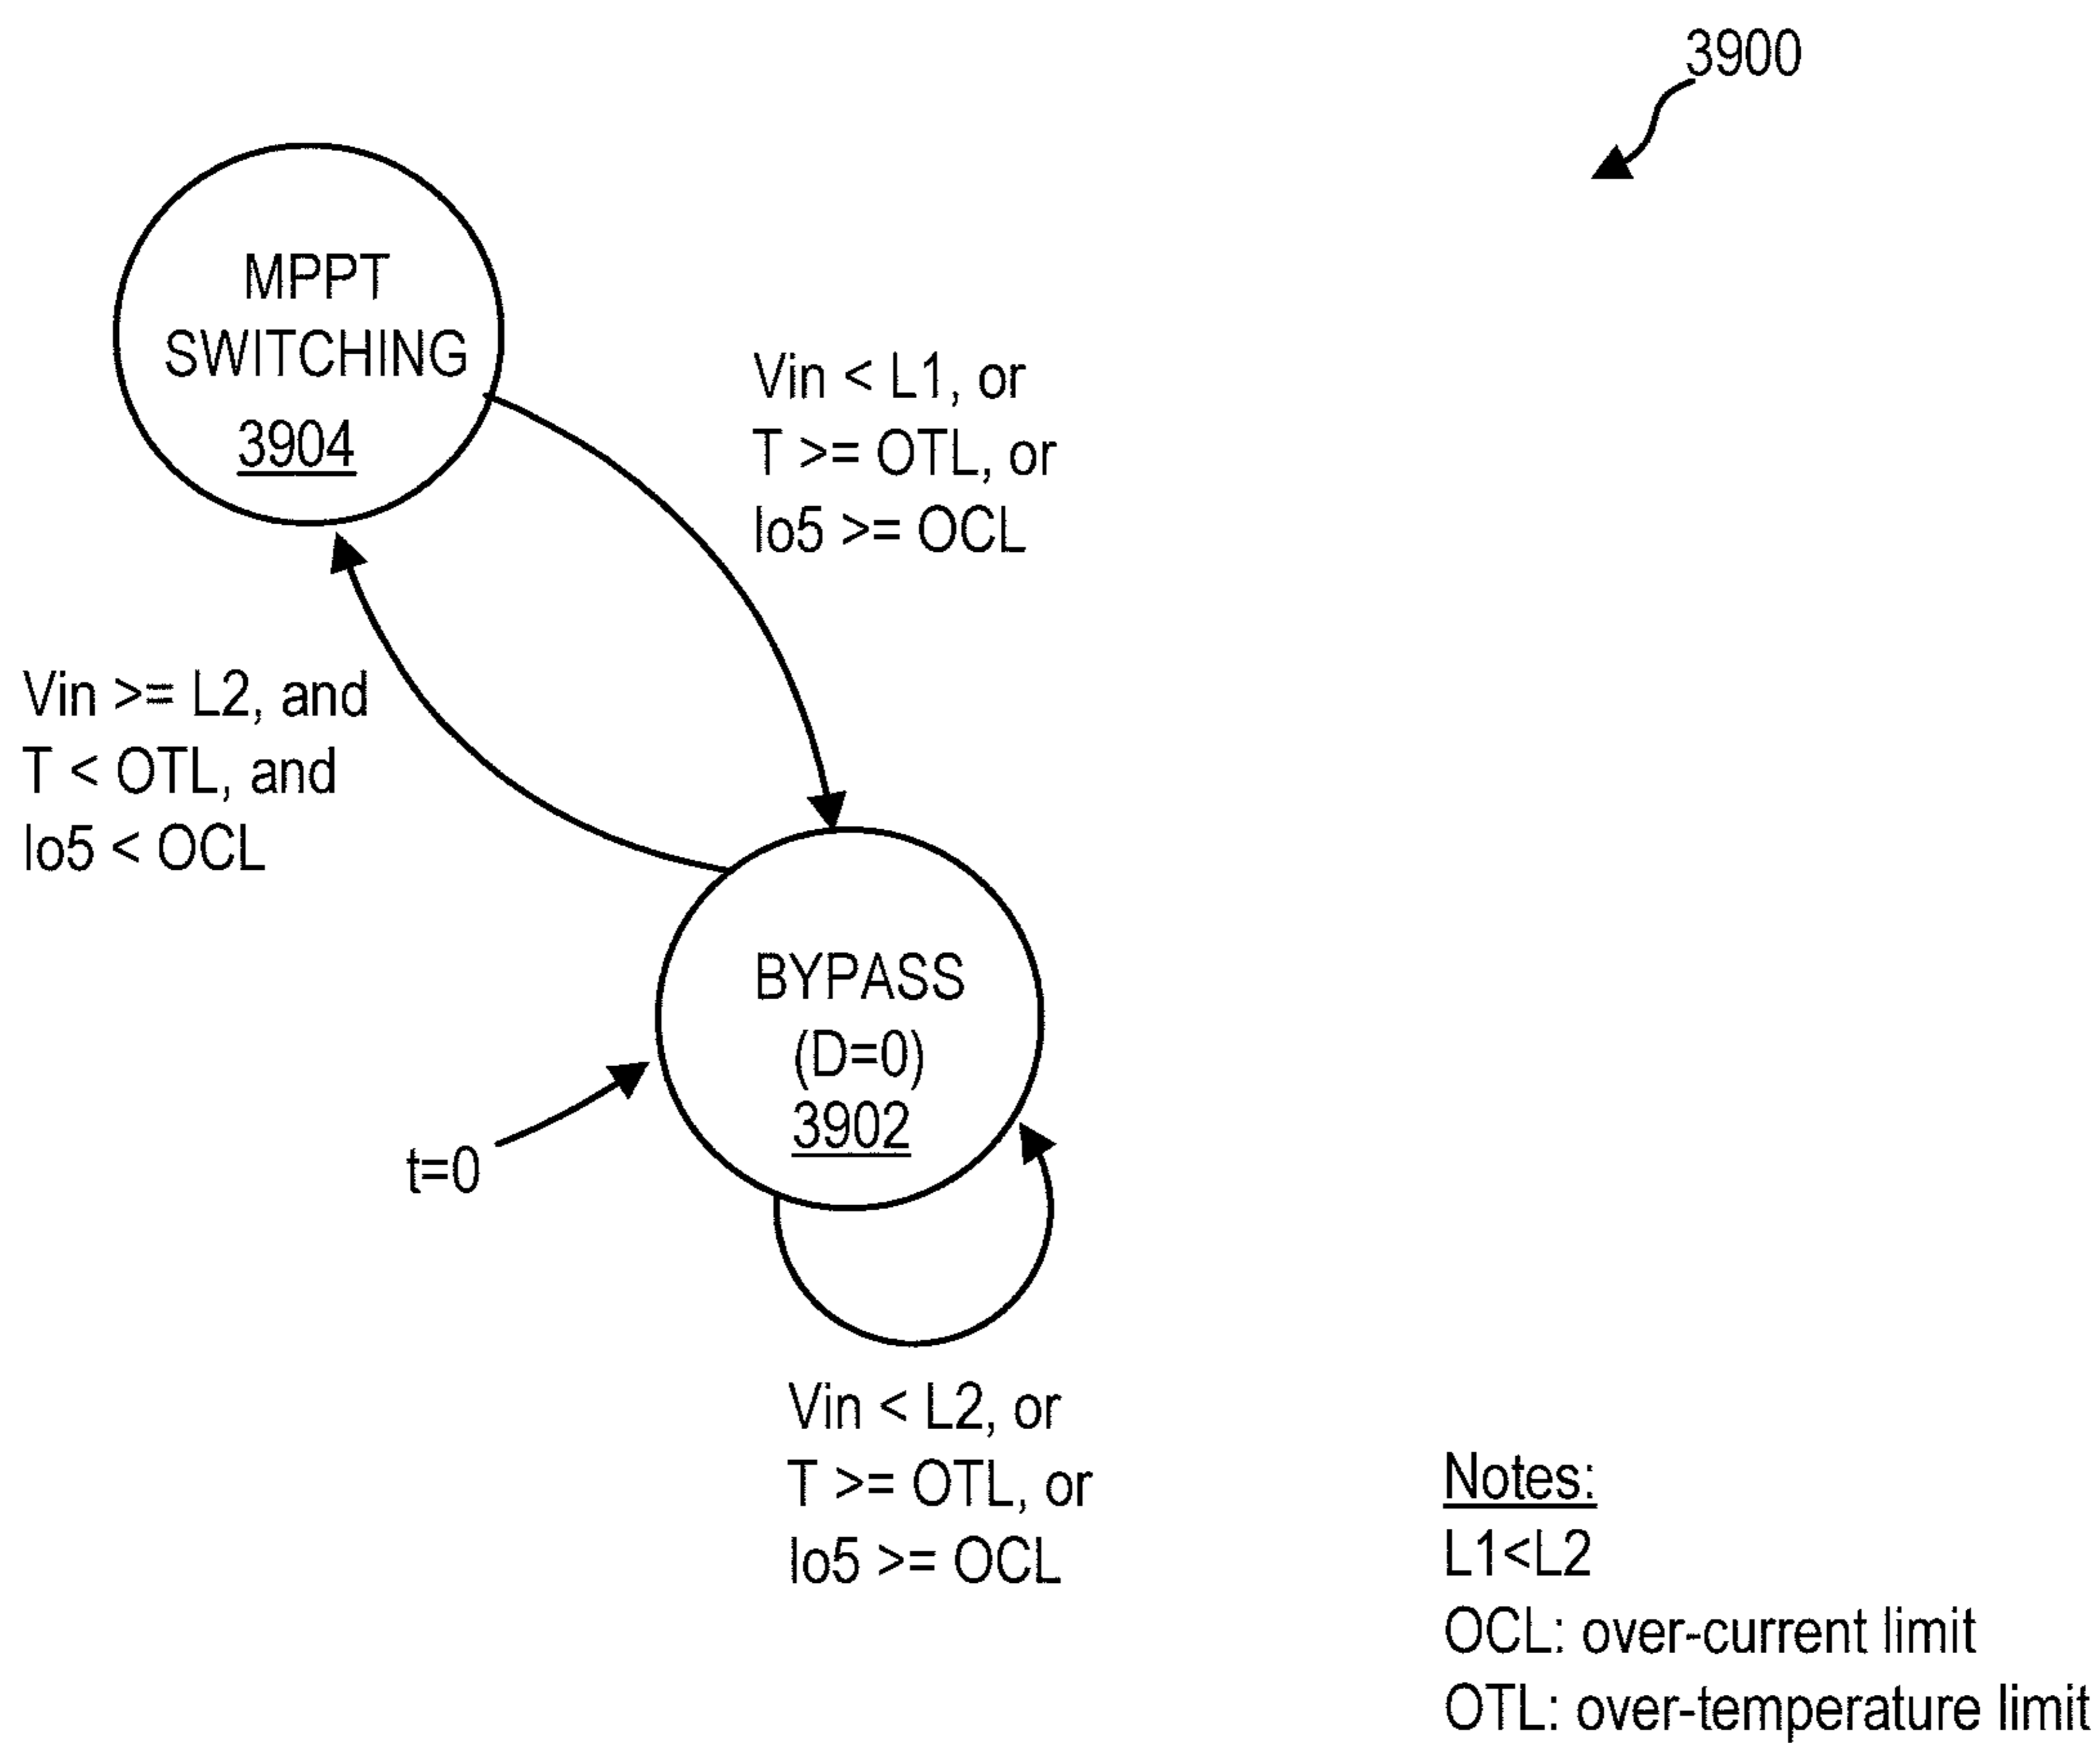 3900
MPPT
SWITCHING
3904
Vin < L1, or
T >= OTL, or
Io5 >= OCL
Vin >= L2, and
T < OTL, and
Io5 < OCL
BYPASS
(D=0)
3902
t=0
Vin < L2, or
T >= OTL, or
Io5 >= OCL
Notes:
L1<L2
OCL: over-current limit
OTL: over-temperature limit